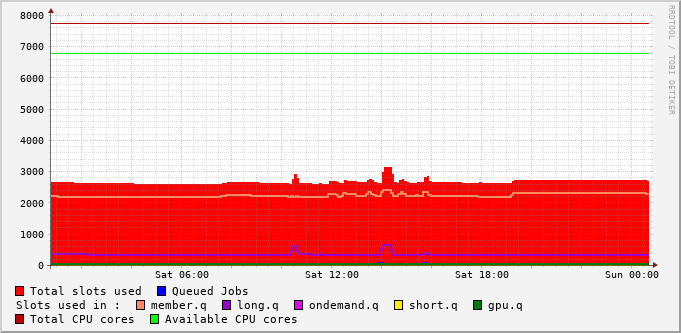 8000
7000
6000
5000
4000
3000
2000
1000
0
Sat 06:00 Sat 12:00 Sat 18:00 Sun 00:00
RRDTOOL / TOBI OETIKER
Total slots used Queued Jobs
Slots used in : member.q long.q ondemand.q short.q gpu.q
Total CPU cores Available CPU cores